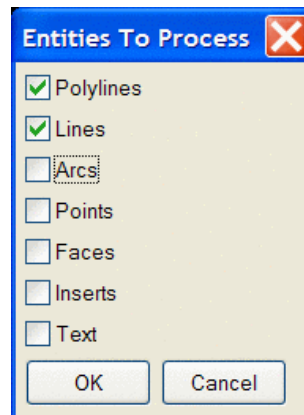 Entities To Process
Polylines
Lines
Arcs
Points
Faces
Inserts
Text
OK Cancel